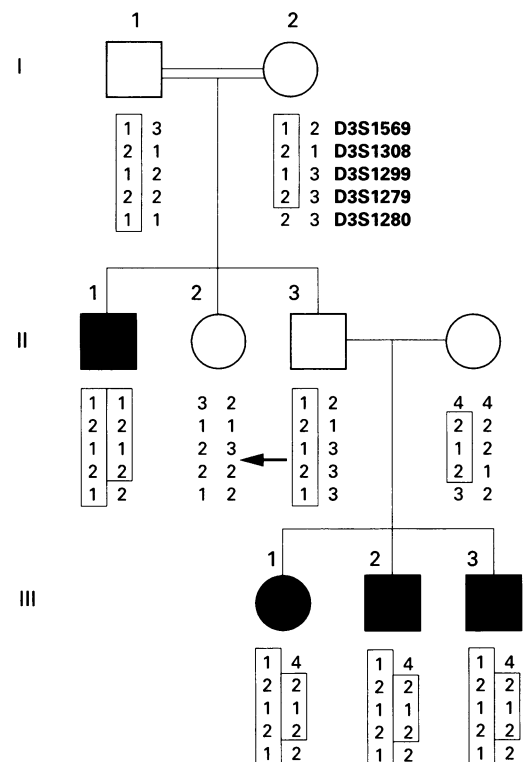 1 2
I
1 3 1 2 D3S1569
2 1 2 1 D3S1308
1 2 1 3 D3S1299
2 2 2 3 D3S1279
1 1 2 3 D3S1280
1 2 3
II
1 1 3 2 1 2 4 4
2 2 1 1 2 1 2 2
1 1 2 3 1 3 1 2
2 2 2 2 2 3 2 1
1 2 1 2 1 3 3 2
1 2 3
III
1 4 1 4 1 4
2 2 2 2 2 2
1 1 1 1 1 1
2 2 2 2 2 2
1 2 1 2 1 2